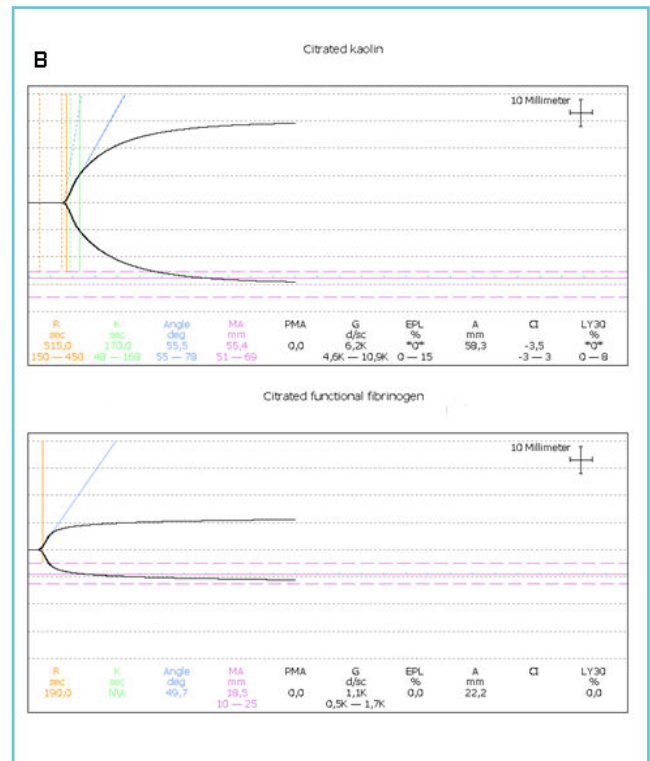 B
Citrated kaolin
10 Millimeter
R K Angle MA PMA G EPL A CI LY30
sec sec deg mm d/sc % mm %
515,0 170,0 55,5 55,4 0,0 6,2K *0* 58,3 -3,5 *0*
150 — 450 48 — 168 55 — 78 51 — 69 4,6K — 10,9K 0 — 15 -3 — 3 0 — 8
Citrated functional fibrinogen
10 Millimeter
R K Angle MA PMA G EPL A CI LY30
sec sec deg mm d/sc % mm %
190,0 N\A 49,7 18,5 0,0 1,1K 0,0 22,2 0,0
10 — 25 0,5K — 1,7K